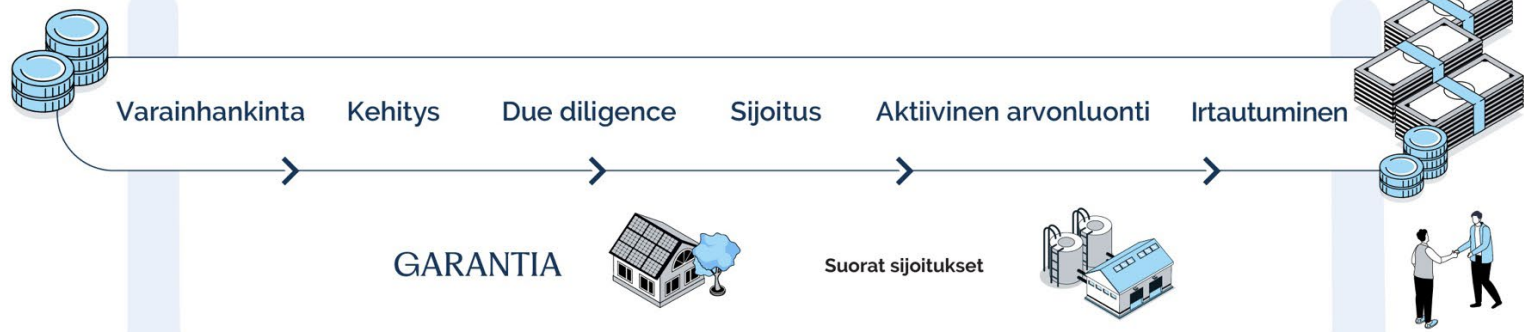 Varainhankinta Kehitys Due diligence Sijoitus Aktiivinen arvonluonti Irtautuminen
GARANTIA Suorat sijoitukset